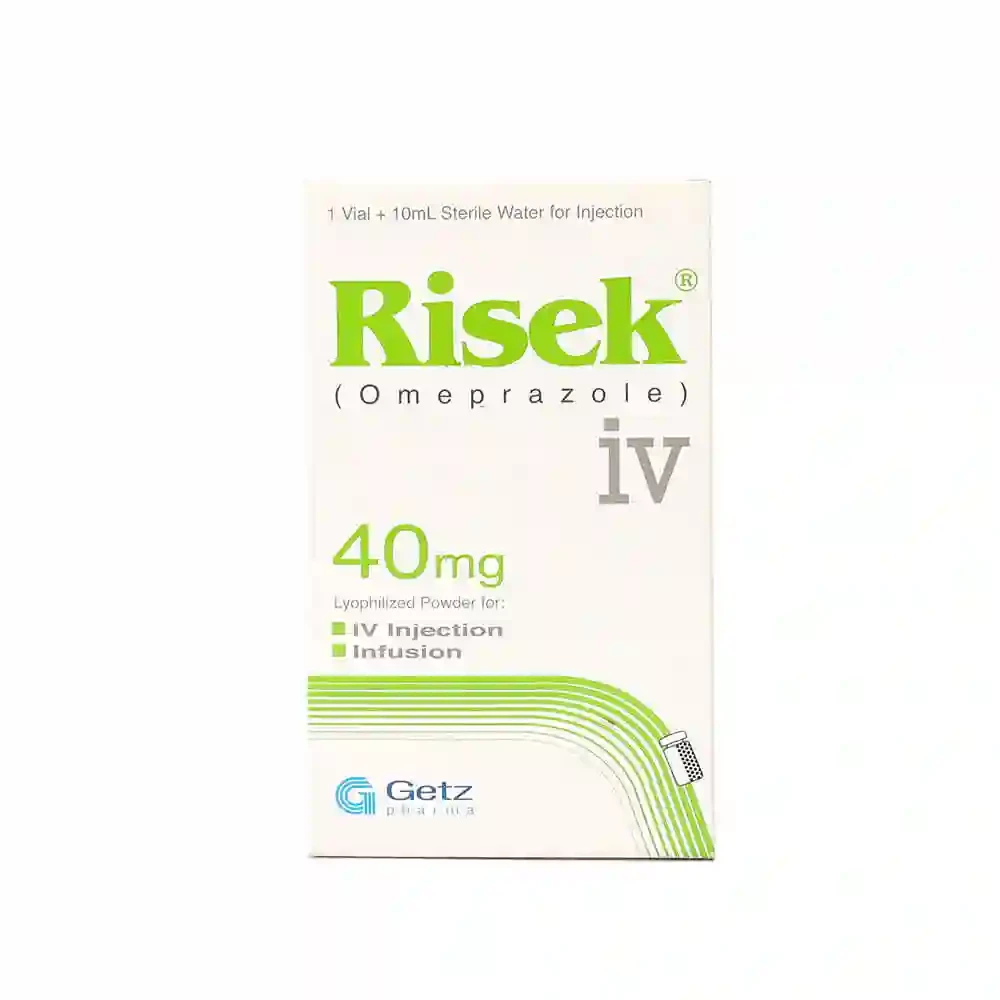 1 Vial + 10mL Sterile Water for Injection
Risek®
(Omeprazole)
iv
40mg
Lyophilized Powder for:
IV Injection
Infusion
Getz
pharma